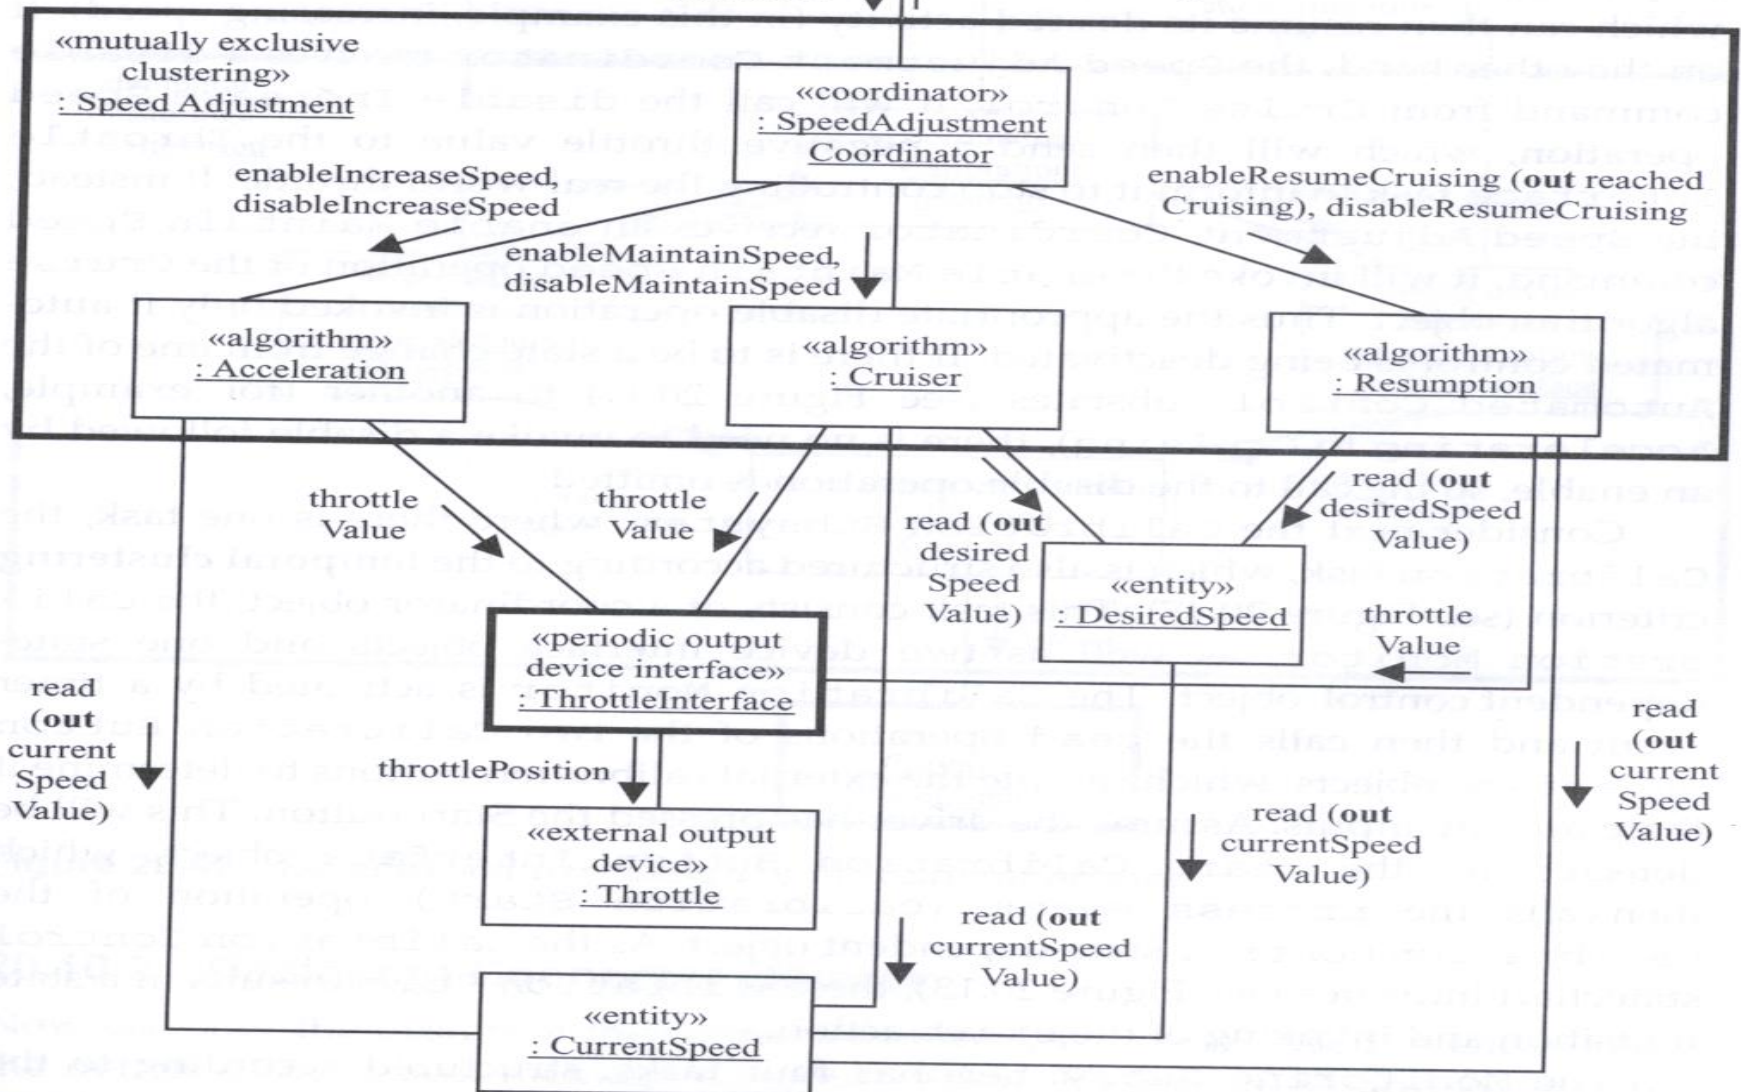 «mutually exclusive
clustering»
: Speed Adjustment
«coordinator»
: SpeedAdjustment
Coordinator
enableIncreaseSpeed,
disableIncreaseSpeed
enableResumeCruising (out reached
Cruising), disableResumeCruising
enableMaintainSpeed,
disableMaintainSpeed
«algorithm»
: Acceleration
«algorithm»
: Cruiser
«algorithm»
: Resumption
throttle
Value
throttle
Value
read (out
desired
Speed
Value)
read (out
desiredSpeed
Value)
«entity»
: DesiredSpeed
throttle
Value
«periodic output
device interface»
: ThrottleInterface
read
(out
current
Speed
Value)
throttlePosition
«external output
device»
: Throttle
read (out
currentSpeed
Value)
read
(out
current
Speed
Value)
read (out
currentSpeed
Value)
«entity»
: CurrentSpeed